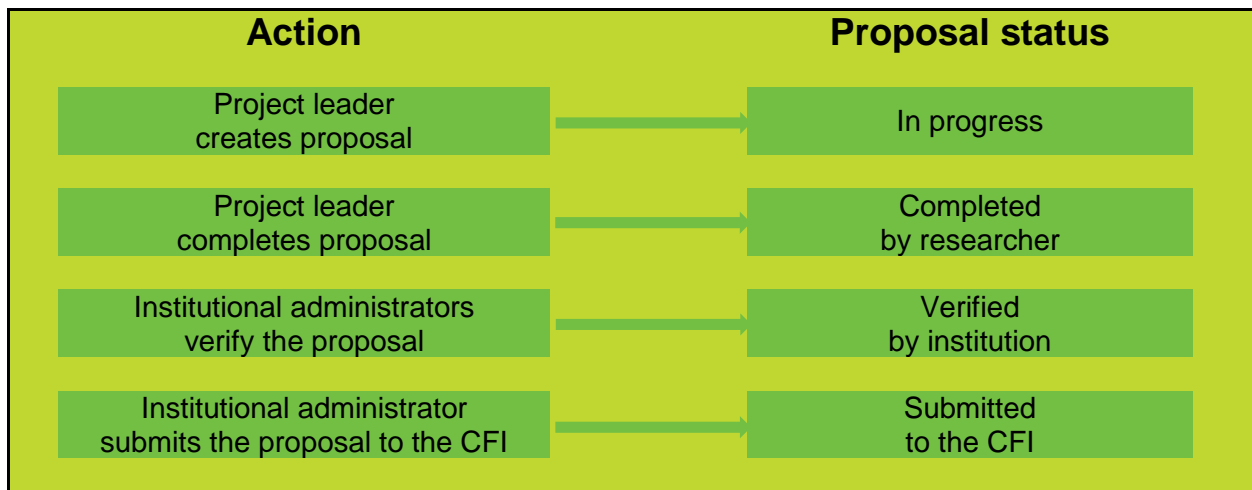 Action
Proposal status
Project leader
creates proposal
In progress
Project leader
completes proposal
Completed
by researcher
Institutional administrators
verify the proposal
Verified
by institution
Institutional administrator
submits the proposal to the CFI
Submitted
to the CFI